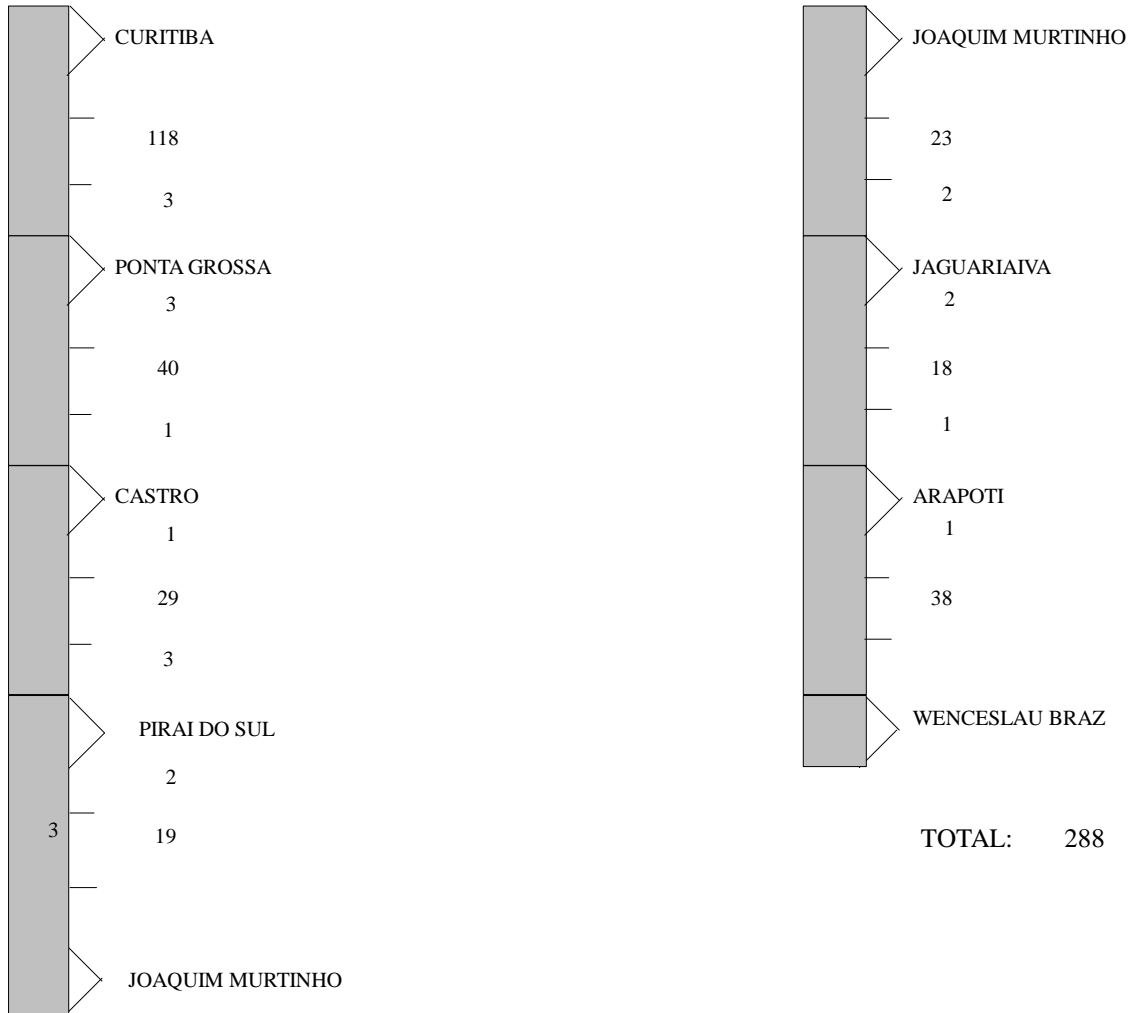 CURITIBA
118
3
PONTA GROSSA
3
40
1
CASTRO
1
29
3
PIRAI DO SUL
2
3
19
JOAQUIM MURTINHO
JOAQUIM MURTINHO
23
2
JAGUARIAIVA
2
18
1
ARAPOTI
1
38
WENCESLAU BRAZ
TOTAL: 288